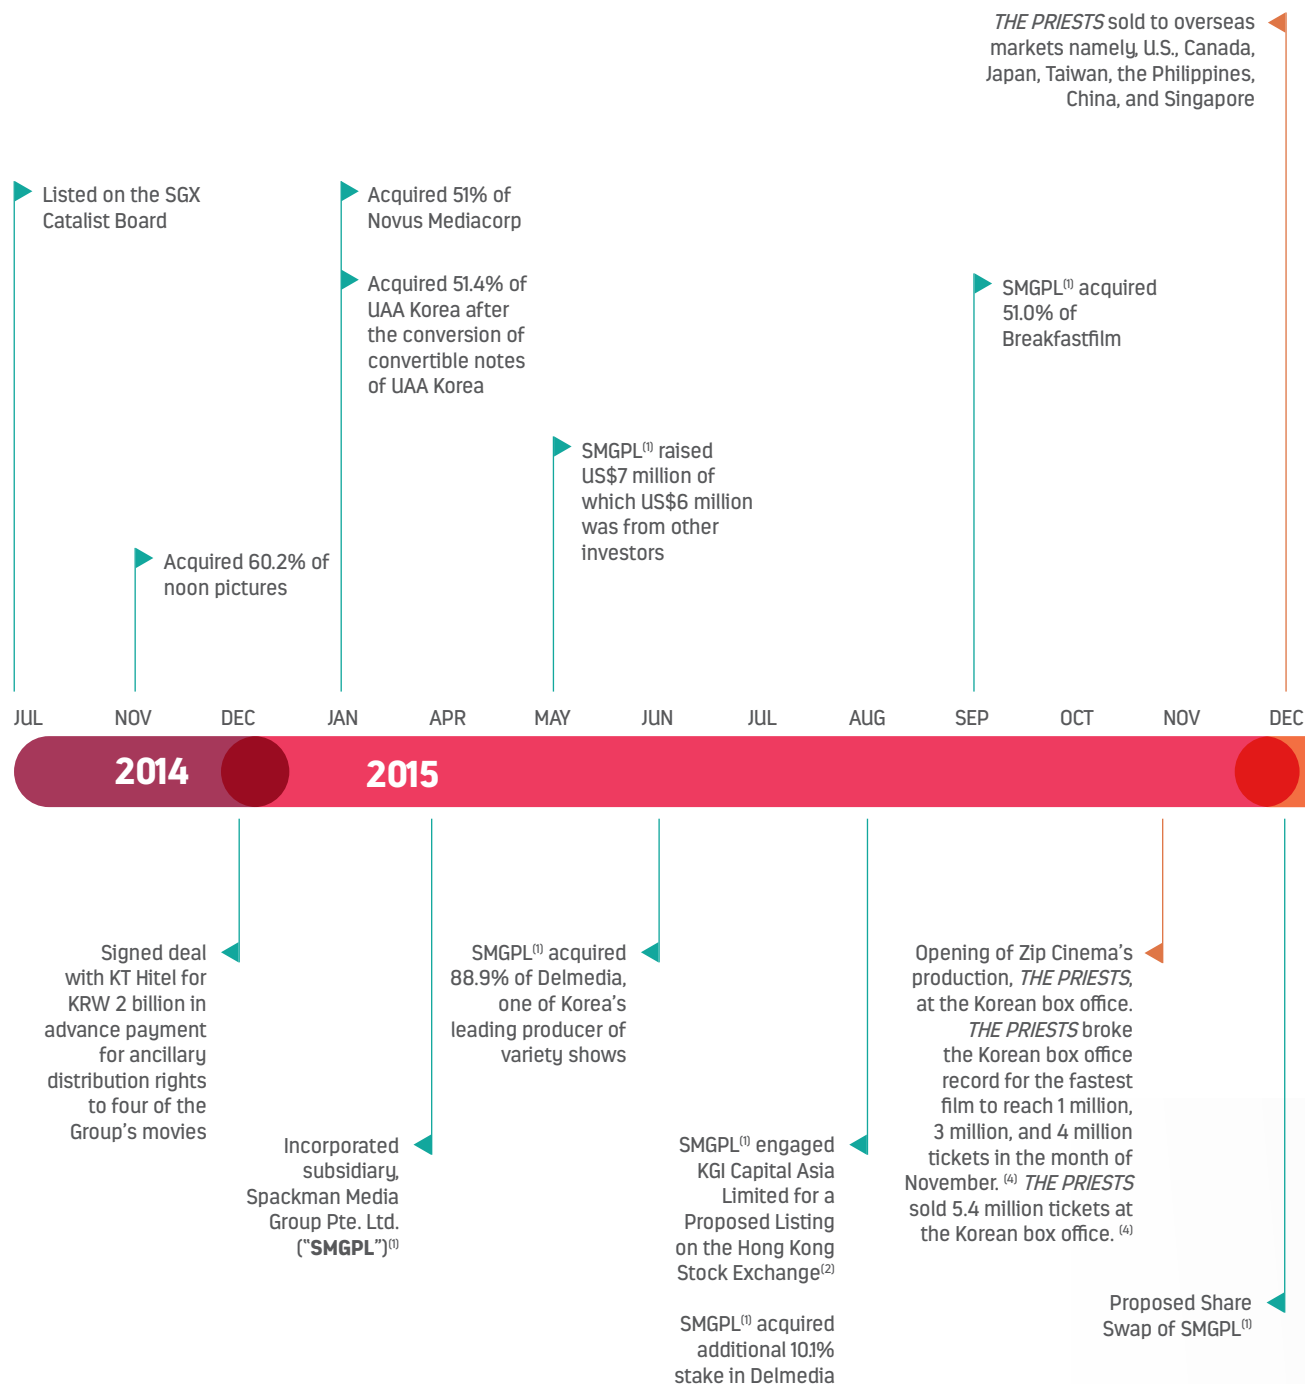 THE PRIESTS sold to overseas
markets namely, U.S., Canada,
Japan, Taiwan, the Philippines,
China, and Singapore
Listed on the SGX
Catalist Board
Acquired 51% of
Novus Mediacorp
Acquired 51.4% of
UAA Korea after
the conversion of
convertible notes
of UAA Korea
SMGPL(1) acquired
51.0% of
Breakfastfilm
SMGPL(1) raised
US$7 million of
which US$6 million
was from other
investors
Acquired 60.2% of
noon pictures
JUL NOV DEC JAN APR MAY JUN JUL AUG SEP OCT NOV DEC
2014 2015
Signed deal
with KT Hitel for
KRW 2 billion in
advance payment
for ancillary
distribution rights
to four of the
Group's movies
Incorporated
subsidiary,
Spackman Media
Group Pte. Ltd.
("SMGPL")(1)
SMGPL(1) acquired
88.9% of Delmedia,
one of Korea's
leading producer of
variety shows
SMGPL(1) engaged
KGI Capital Asia
Limited for a
Proposed Listing
on the Hong Kong
Stock Exchange(2)
SMGPL(1) acquired
additional 10.1%
stake in Delmedia
Opening of Zip Cinema's
production, THE PRIESTS,
at the Korean box office.
THE PRIESTS broke
the Korean box office
record for the fastest
film to reach 1 million,
3 million, and 4 million
tickets in the month of
November. (4) THE PRIESTS
sold 5.4 million tickets at
the Korean box office. (4)
Proposed Share
Swap of SMGPL(1)